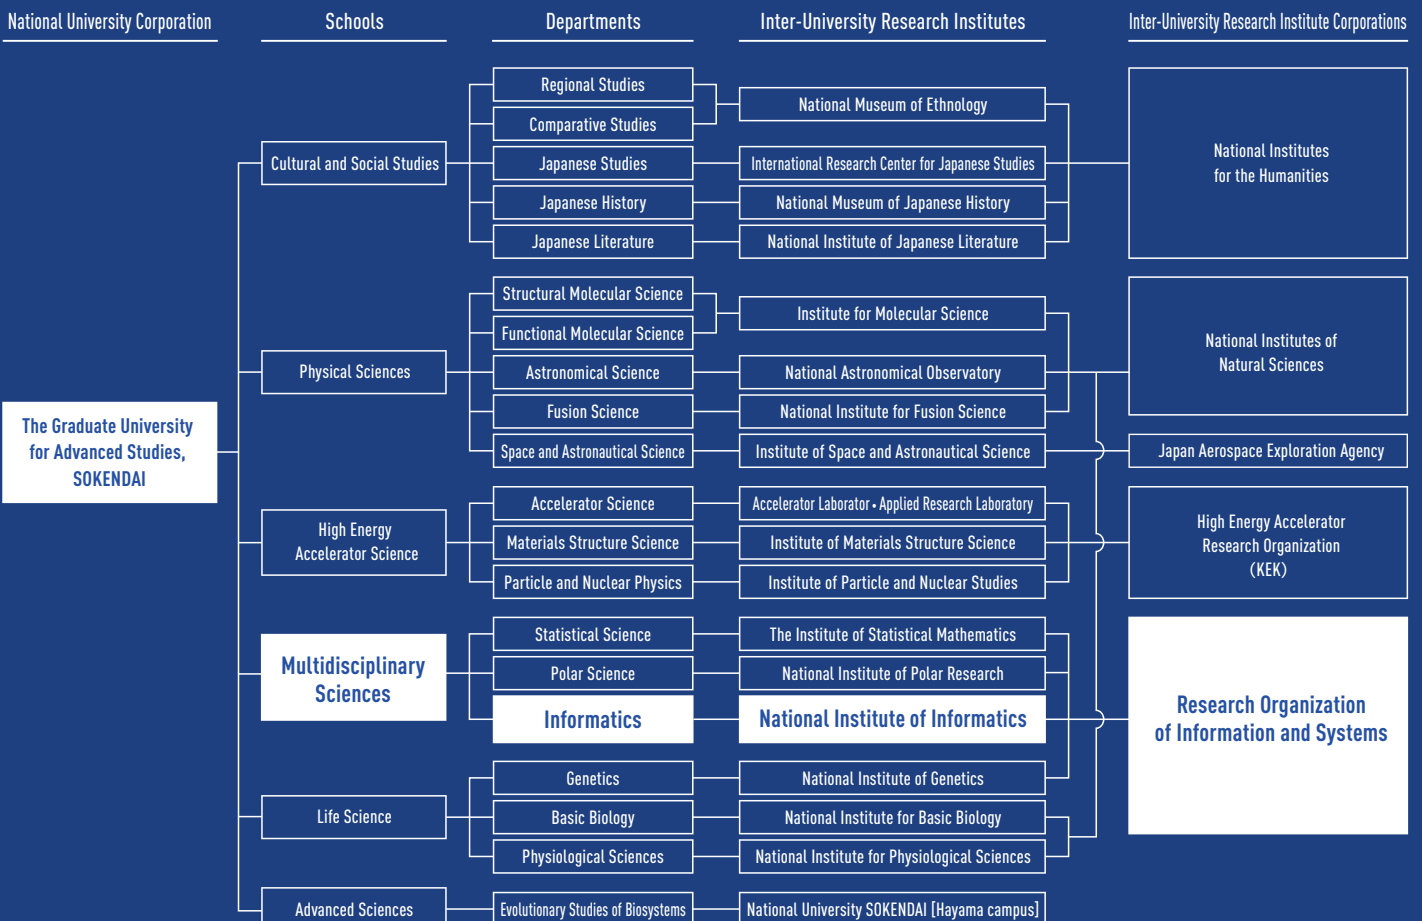 National University Corporation
Schools
Departments
Inter-University Research Institutes
Inter-University Research Institute Corporations
The Graduate University
for Advanced Studies,
SOKENDAI
Cultural and Social Studies
Physical Sciences
High Energy
Accelerator Science
Multidisciplinary
Sciences
Life Science
Advanced Sciences
Regional Studies
Comparative Studies
Japanese Studies
Japanese History
Japanese Literature
Structural Molecular Science
Functional Molecular Science
Astronomical Science
Fusion Science
Space and Astronautical Science
Accelerator Science
Materials Structure Science
Particle and Nuclear Physics
Statistical Science
Polar Science
Informatics
Genetics
Basic Biology
Physiological Sciences
Evolutionary Studies of Biosystems
National Museum of Ethnology
International Research Center for Japanese Studies
National Museum of Japanese History
National Institute of Japanese Literature
Institute for Molecular Science
National Astronomical Observatory
National Institute for Fusion Science
Institute of Space and Astronautical Science
Accelerator Laborator・Applied Research Laboratory
Institute of Materials Structure Science
Institute of Particle and Nuclear Studies
The Institute of Statistical Mathematics
National Institute of Polar Research
National Institute of Informatics
National Institute of Genetics
National Institute for Basic Biology
National Institute for Physiological Sciences
National University SOKENDAI [Hayama campus]
National Institutes
for the Humanities
National Institutes of
Natural Sciences
Japan Aerospace Exploration Agency
High Energy Accelerator
Research Organization
(KEK)
Research Organization
of Information and Systems